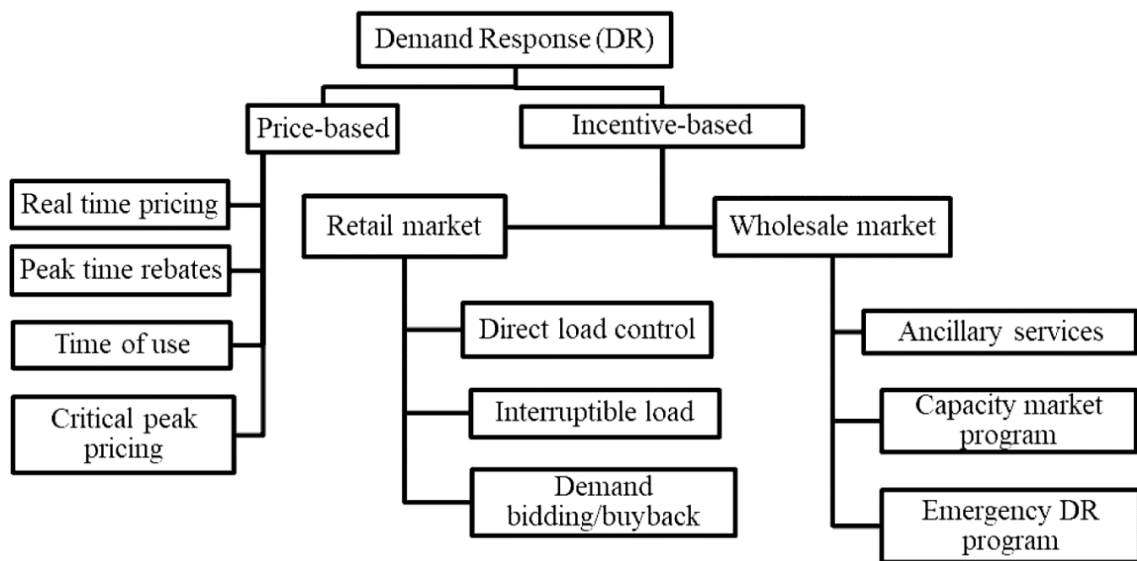 Demand Response (DR)
Price-based
Incentive-based
Real time pricing
Peak time rebates
Time of use
Critical peak
pricing
Retail market
Wholesale market
Direct load control
Interruptible load
Demand
bidding/buyback
Ancillary services
Capacity market
program
Emergency DR
program